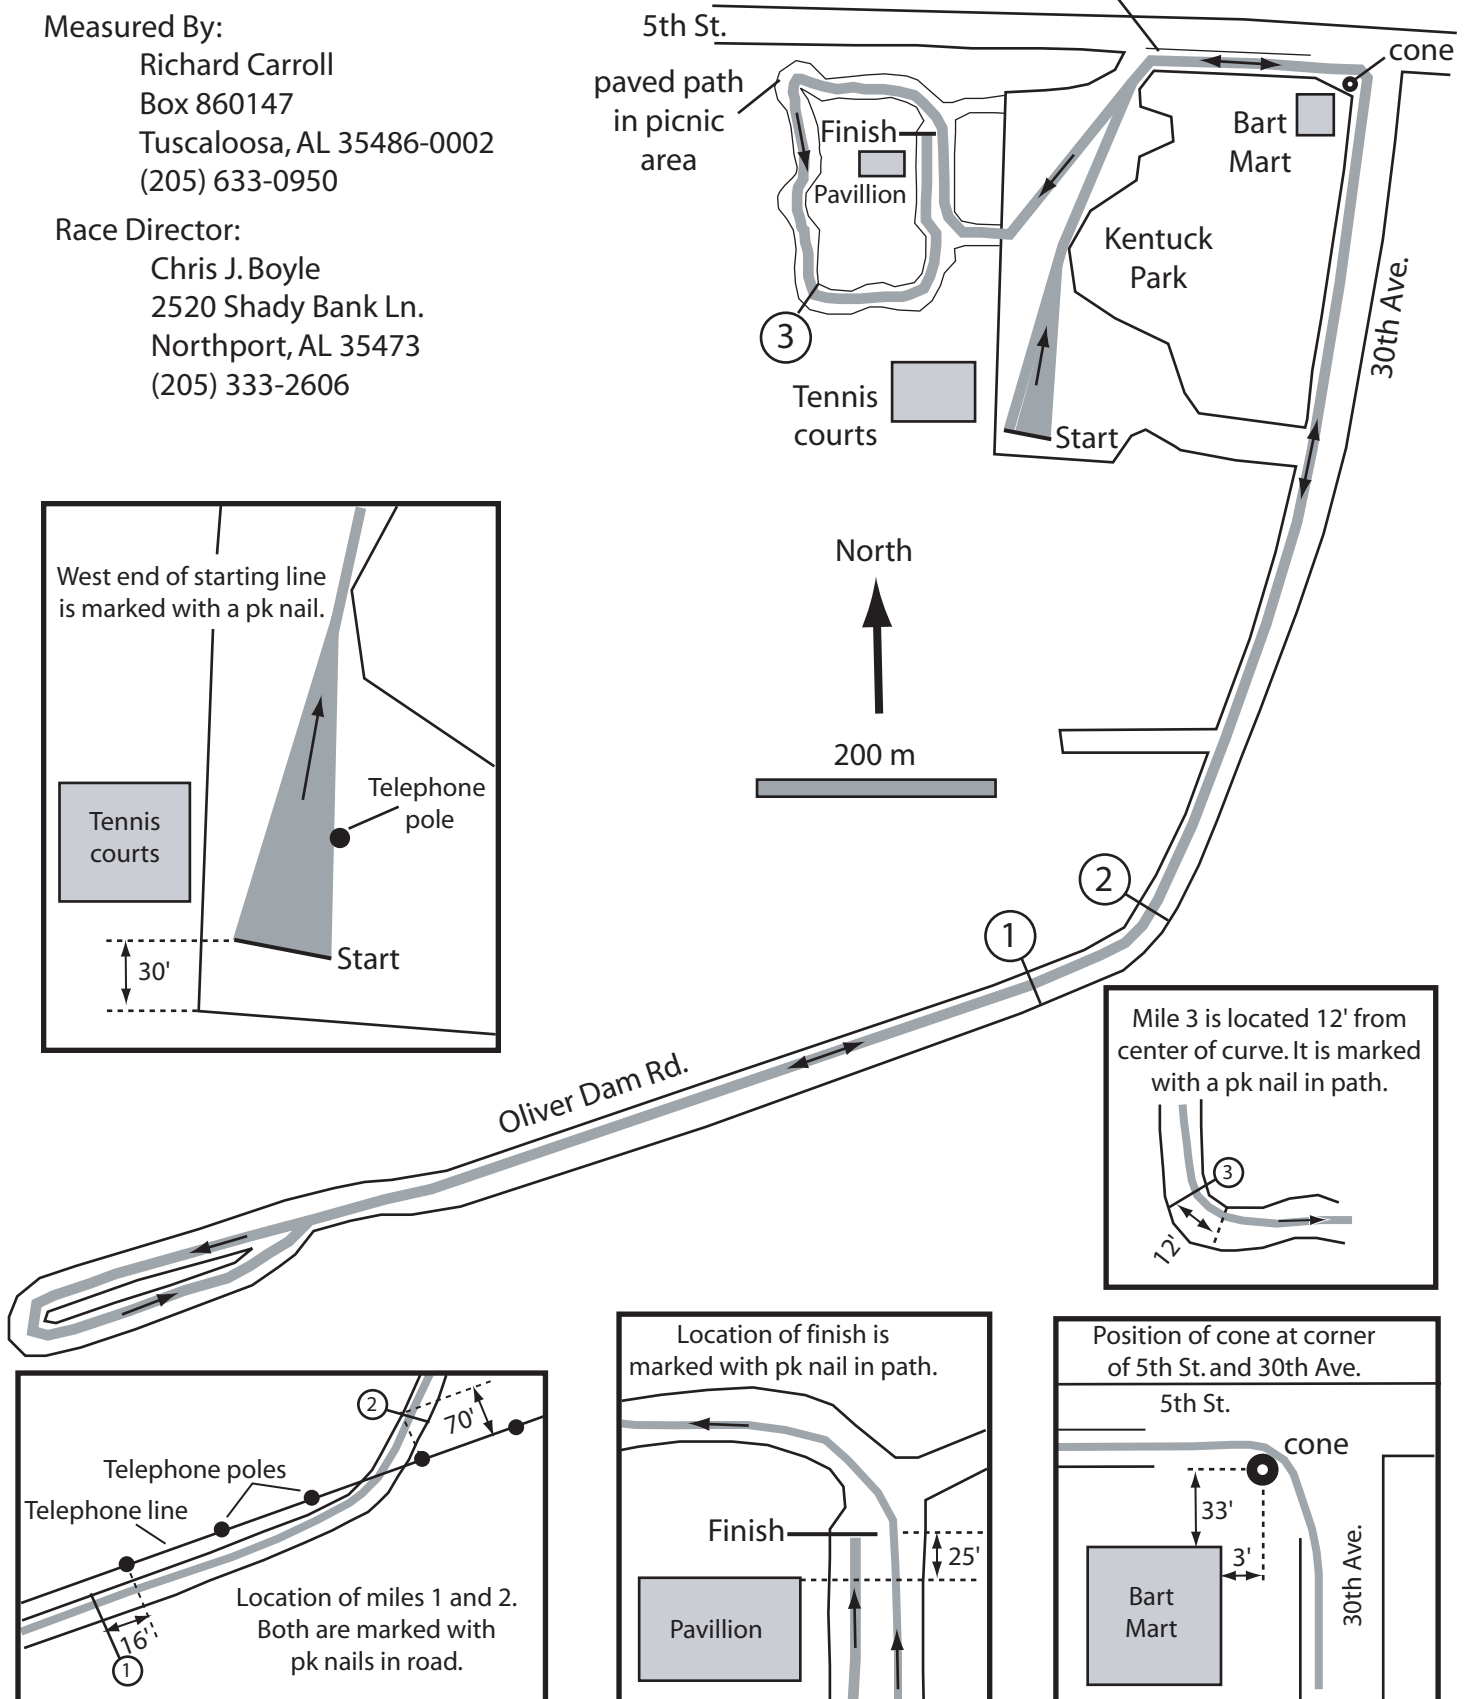 Measured By:
Richard Carroll
Box 860147
Tuscaloosa, AL 35486-0002
(205) 633-0950
Race Director:
Chris J. Boyle
2520 Shady Bank Ln.
Northport, AL 35473
(205) 333-2606
5th St.
cone
paved path
in picnic
area
Finish
Pavillion
Bart
Mart
Kentuck
Park
30th Ave.
3
Tennis
courts
Start
North
200 m
2
1
Oliver Dam Rd.
West end of starting line
is marked with a pk nail.
Telephone
pole
Tennis
courts
Start
30'
Mile 3 is located 12' from
center of curve. It is marked
with a pk nail in path.
3
12'
2
70'
Telephone poles
Telephone line
Location of miles 1 and 2.
Both are marked with
pk nails in road.
16'
1
Location of finish is
marked with pk nail in path.
Finish
25'
Pavillion
Position of cone at corner
of 5th St. and 30th Ave.
5th St.
cone
33'
3'
Bart
Mart
30th Ave.